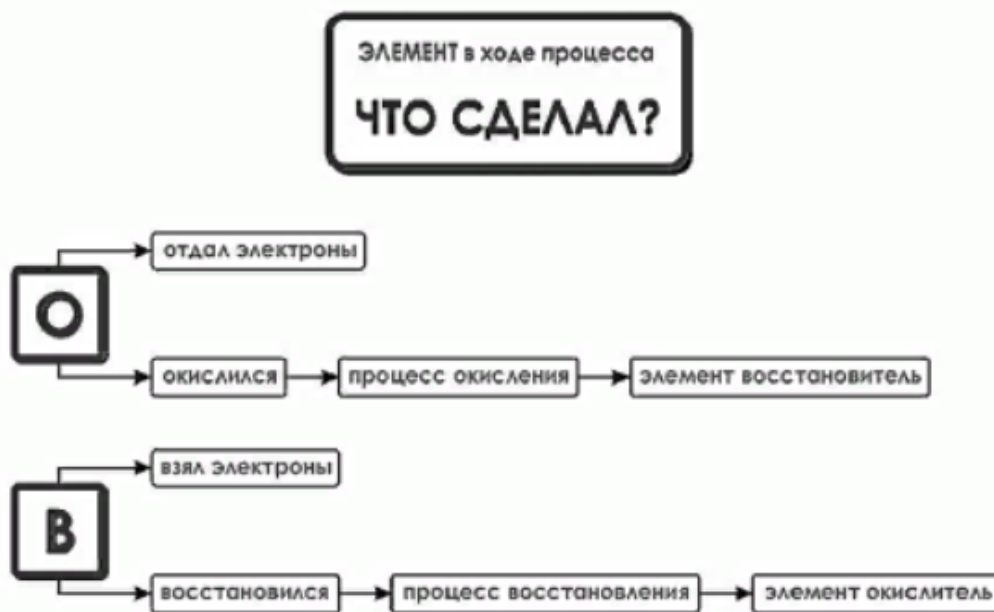 ЭЛЕМЕНТ в ходе процесса
ЧТО СДЕЛАЛ?
отдал электроны
О
окислился
процесс окисления
элемент восстановитель
взял электроны
В
восстановился
процесс восстановления
элемент окислитель